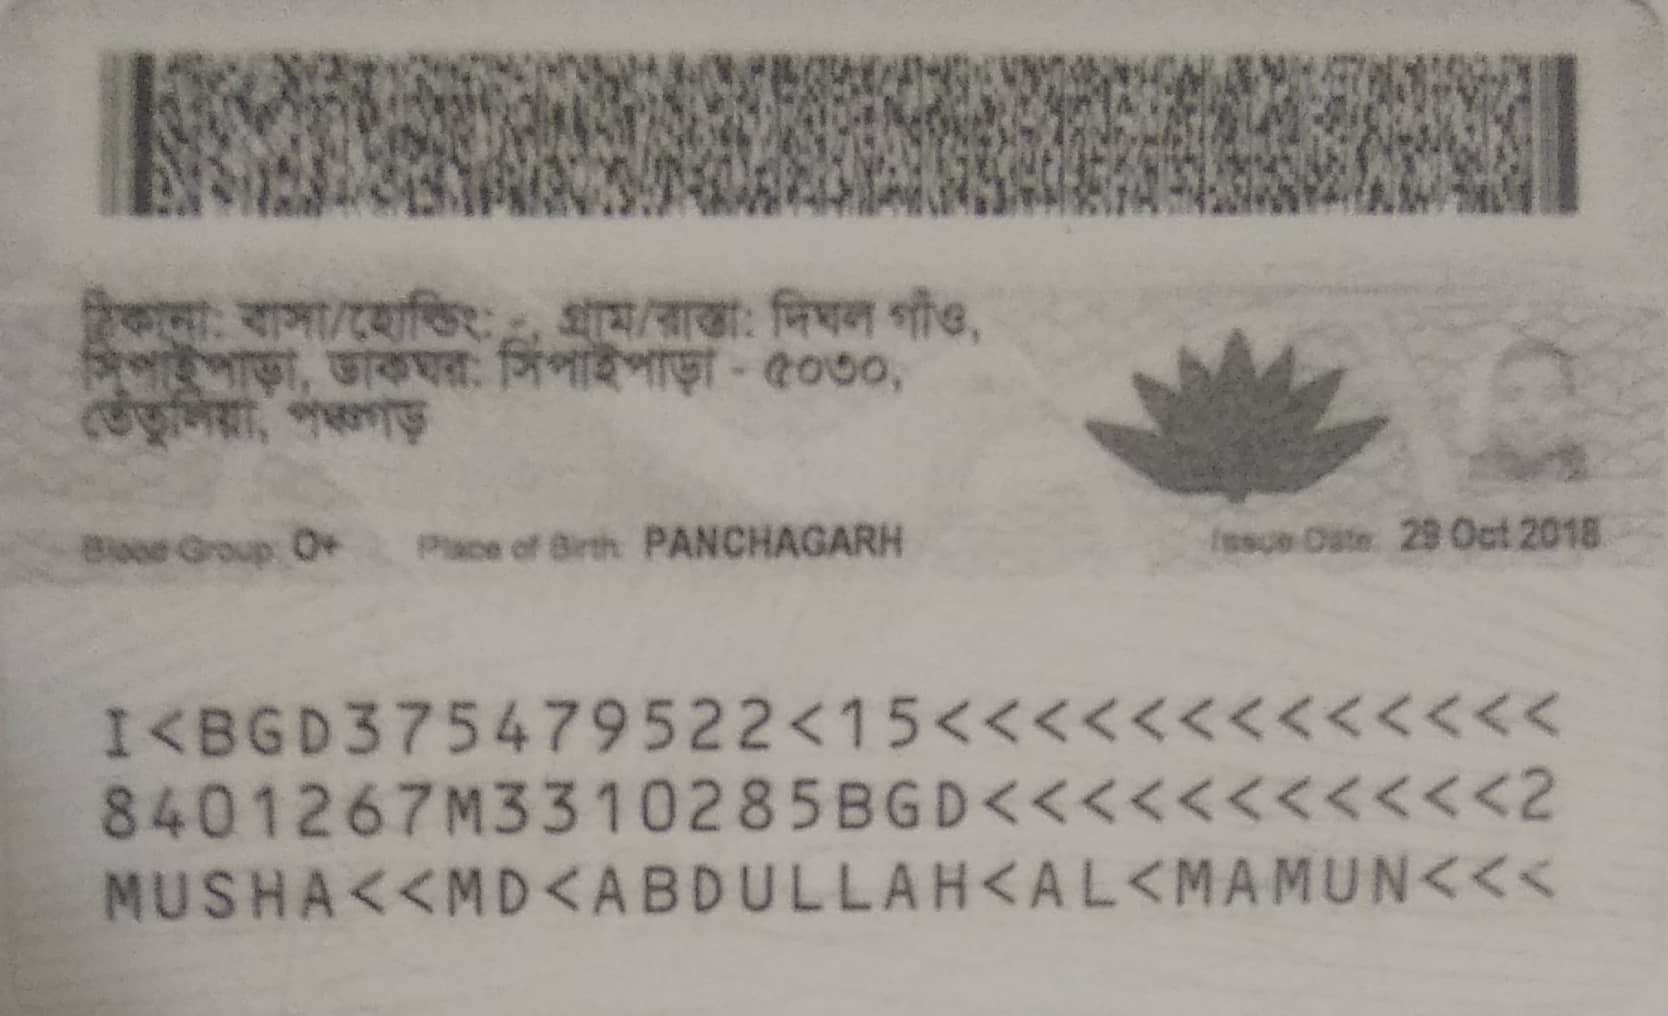 ঠিকানা: বাসা/হোল্ডিং: -, গ্রাম/রাস্তা: দিঘল গাঁও,
সিপাইপাড়া, ডাকঘর: সিপাইপাড়া - ৫০৩০,
তেঁতুলিয়া, পঞ্চগড়
Blood Group: O+ Place of Birth: PANCHAGARH Issue Date: 29 Oct 2018
I<BGD375479522<15<<<<<<<<<<<<<
8401267M3310285BGD<<<<<<<<<<<2
MUSHA<<MD<ABDULLAH<AL<MAMUN<<<